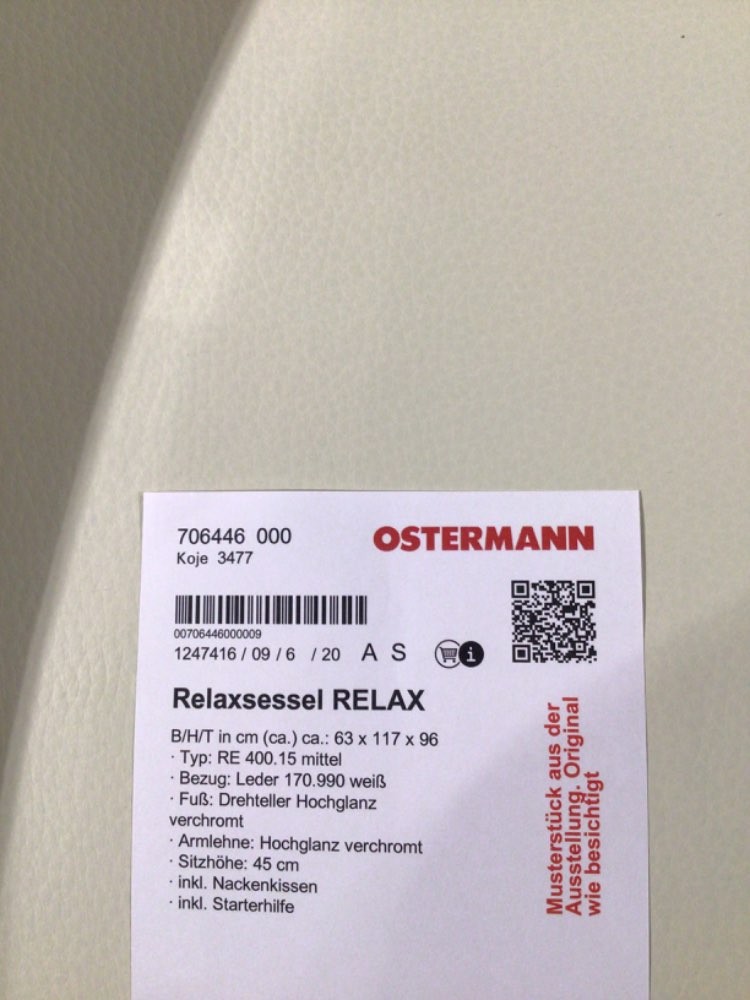 706446 000
OSTERMANN
Koje 3477
00706446000009
1247416 / 09 / 6 / 20 A S
i
Relaxsessel RELAX
B/H/T in cm (ca.) ca.: 63 x 117 x 96
· Typ: RE 400.15 mittel
· Bezug: Leder 170.990 weiß
· Fuß: Drehteller Hochglanz
verchromt
· Armlehne: Hochglanz verchromt
· Sitzhöhe: 45 cm
· inkl. Nackenkissen
· inkl. Starterhilfe
Musterstück aus der
Ausstellung. Original
wie besichtigt